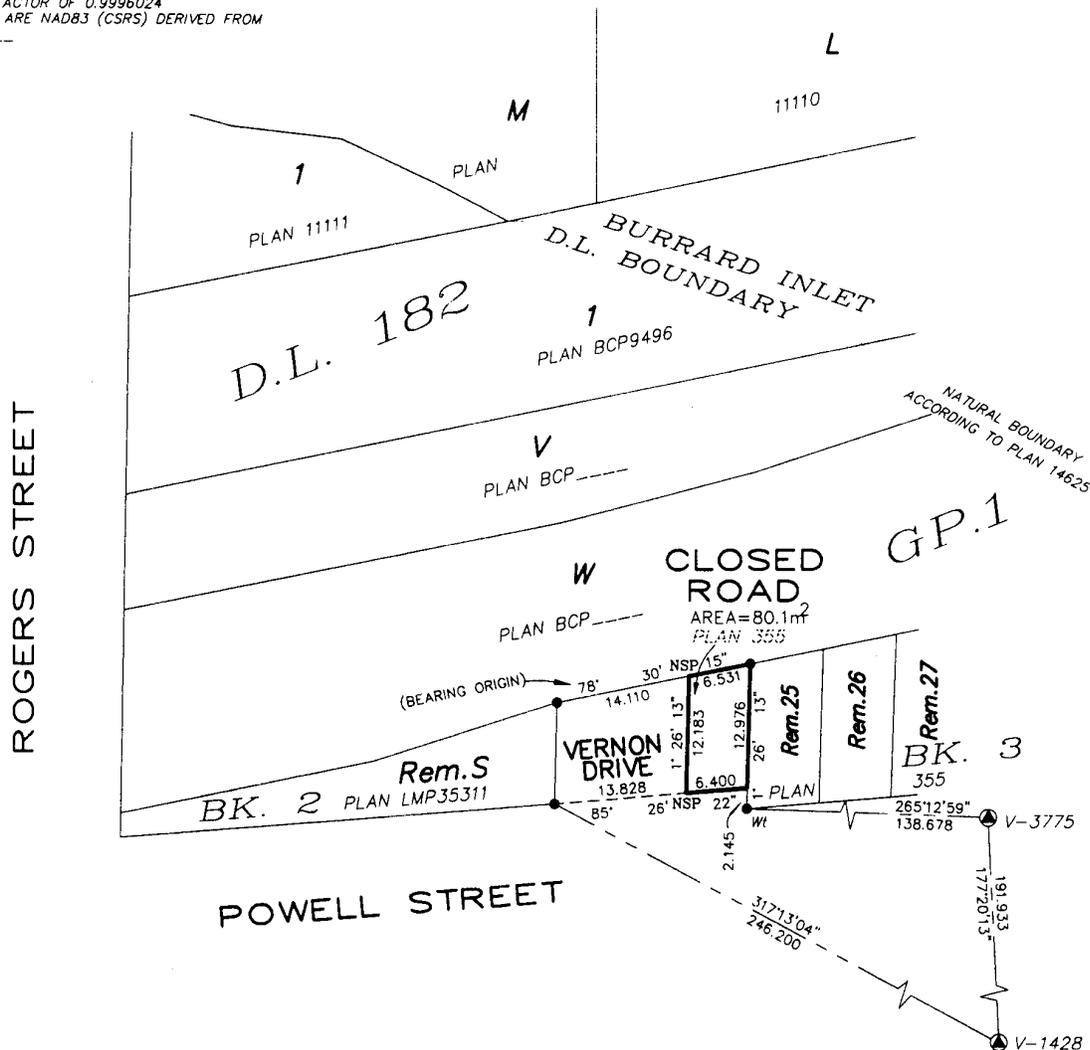 ACTOR OF 0.9996024
ARE NAD83 (CSRS) DERIVED FROM
L
11110
M
PLAN
1
PLAN 11111
BURRARD INLET
D.L. BOUNDARY
D.L. 182
1
PLAN BCP9496
NATURAL BOUNDARY
ACCORDING TO PLAN 14625
V
PLAN BCP_____
GP.1
ROGERS STREET
W
PLAN BCP_____
CLOSED
ROAD
AREA=80.1m²
PLAN 355
(BEARING ORIGIN)
78° 30' NSP 15"
14.110
6.531
1° 26' 13"
12.183
12.976
1° 26' 13"
Rem.25
Rem.26
Rem.27
VERNON
DRIVE
Rem.S
BK. 2
PLAN LMP35311
13.828
6.400
85° 26' NSP 22"
PLAN
BK. 3
355
Wt
2.145
265°12'59"
138.678
V-3775
191.933
177°20'13"
POWELL STREET
317°13'04"
246.200
V-1428